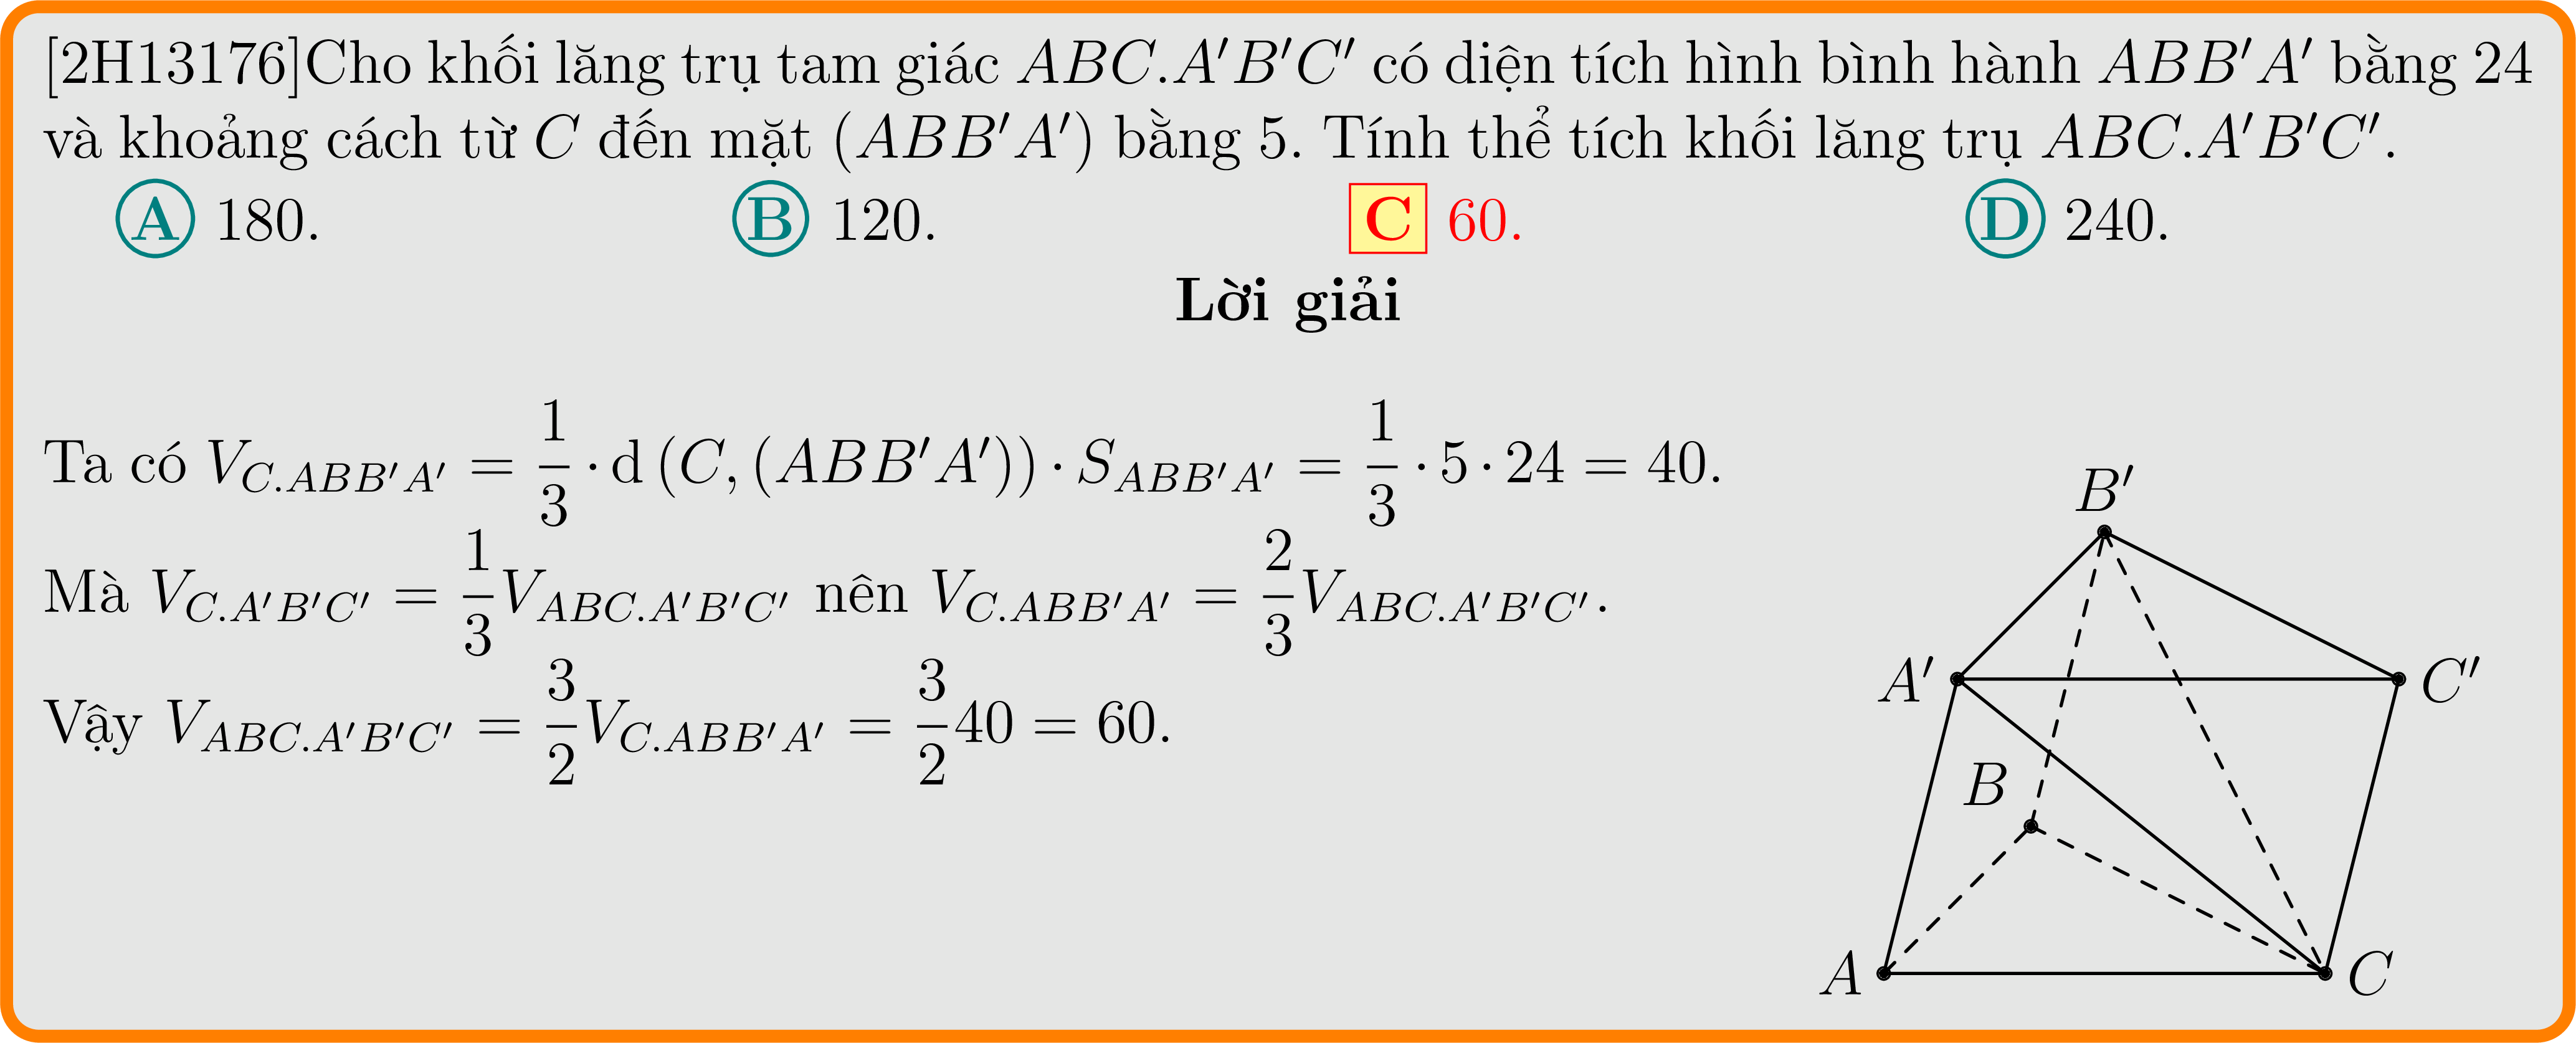 [2H13176]Cho khối lăng trụ tam giác ABC.A′B′C′ có diện tích hình bình hành ABB′A′ bằng 24
và khoảng cách từ C đến mặt (ABB′A′) bằng 5. Tính thể tích khối lăng trụ ABC.A′B′C′.
A 180. B 120. C 60. D 240.
Lời giải
Ta có V_{C.ABB′A′} = \frac{1}{3} · d (C, (ABB′A′)) · S_{ABB′A′} = \frac{1}{3} · 5 · 24 = 40.
Mà V_{C.A′B′C′} = \frac{1}{3}V_{ABC.A′B′C′} nên V_{C.ABB′A′} = \frac{2}{3}V_{ABC.A′B′C′}.
Vậy V_{ABC.A′B′C′} = \frac{3}{2}V_{C.ABB′A′} = \frac{3}{2}40 = 60.
B′
A′ C′
B
A C